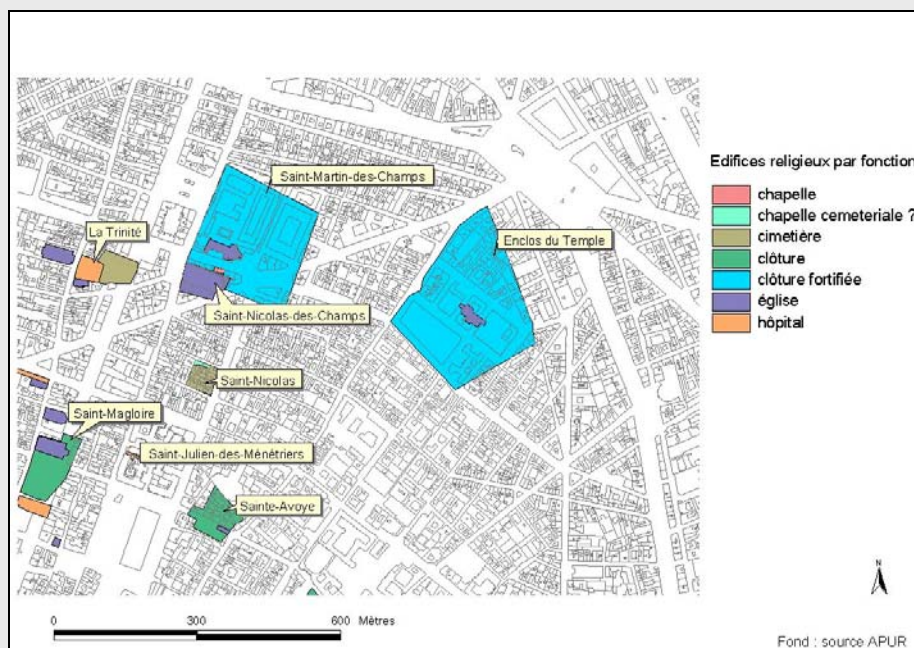 Saint-Martin-des-Champs
La Trinité
Enclos du Temple
Saint-Nicolas-des-Champs
Saint-Nicolas
Saint-Magloire
Saint-Julien-des-Ménétriers
Sainte-Avoye
Edifices religieux par fonction
chapelle
chapelle cemeteriale ?
cimetière
clôture
clôture fortifiée
église
hôpital
N
0 300 600 Mètres
Fond : source APUR